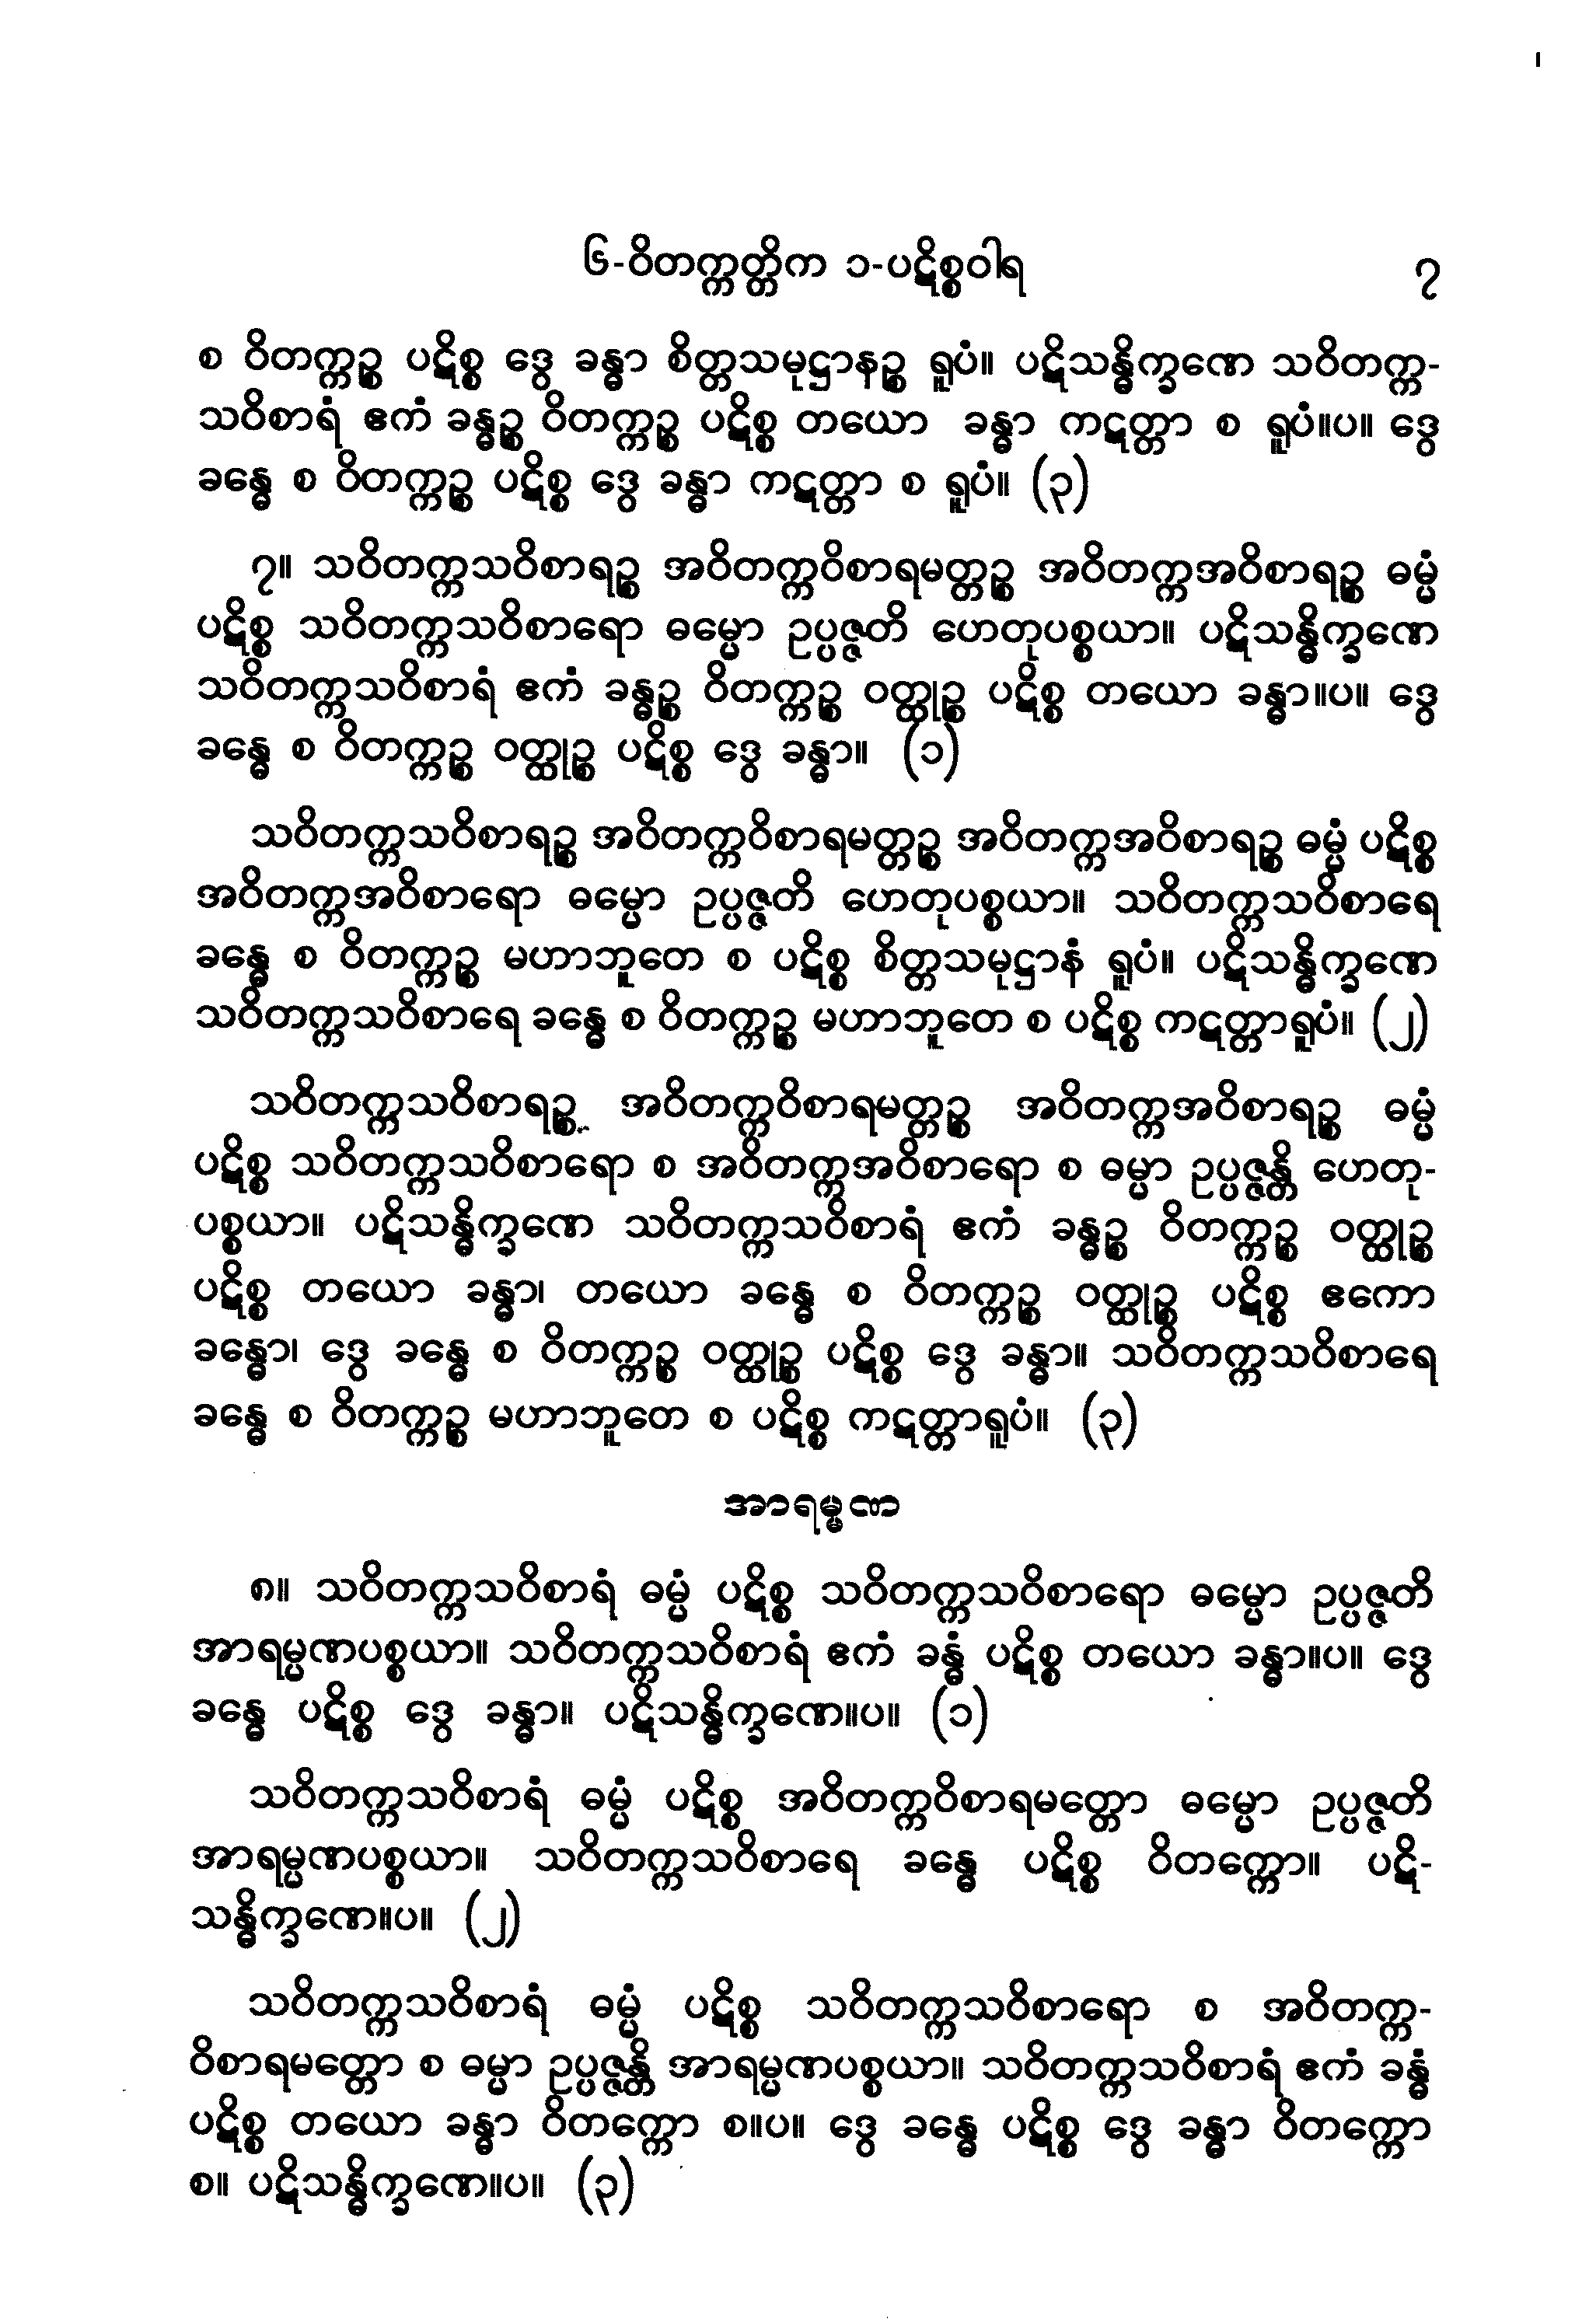 ၆-ဝိတက္ကတ္တိက ၁-ပဋိစ္စဝါရ ၇
စ ဝိတက္ကဉ္စ ပဋိစ္စ ဒွေ ခန္ဓာ စိတ္တသမုဋ္ဌာနဉ္စ ရူပံ။ ပဋိသန္ဓိက္ခဏေ သဝိတက္က-
သဝိစာရံ ဧကံ ခန္ဓဉ္စ ဝိတက္ကဉ္စ ပဋိစ္စ တယော ခန္ဓာ ကဋတ္တာ စ ရူပံ။ပ။ ဒွေ
ခန္ဓေ စ ဝိတက္ကဉ္စ ပဋိစ္စ ဒွေ ခန္ဓာ ကဋတ္တာ စ ရူပံ။ (၃)
၇။ သဝိတက္ကသဝိစာရဉ္စ အဝိတက္ကဝိစာရမတ္တဉ္စ အဝိတက္ကအဝိစာရဉ္စ ဓမ္မံ
ပဋိစ္စ သဝိတက္ကသဝိစာရော ဓမ္မော ဥပ္ပဇ္ဇတိ ဟေတုပစ္စယာ။ ပဋိသန္ဓိက္ခဏေ
သဝိတက္ကသဝိစာရံ ဧကံ ခန္ဓဉ္စ ဝိတက္ကဉ္စ ဝတ္ထုဉ္စ ပဋိစ္စ တယော ခန္ဓာ။ပ။ ဒွေ
ခန္ဓေ စ ဝိတက္ကဉ္စ ဝတ္ထုဉ္စ ပဋိစ္စ ဒွေ ခန္ဓာ။ (၁)
သဝိတက္ကသဝိစာရဉ္စ အဝိတက္ကဝိစာရမတ္တဉ္စ အဝိတက္ကအဝိစာရဉ္စ ဓမ္မံ ပဋိစ္စ
အဝိတက္ကအဝိစာရော ဓမ္မော ဥပ္ပဇ္ဇတိ ဟေတုပစ္စယာ။ သဝိတက္ကသဝိစာရေ
ခန္ဓေ စ ဝိတက္ကဉ္စ မဟာဘူတေ စ ပဋိစ္စ စိတ္တသမုဋ္ဌာနံ ရူပံ။ ပဋိသန္ဓိက္ခဏေ
သဝိတက္ကသဝိစာရေ ခန္ဓေ စ ဝိတက္ကဉ္စ မဟာဘူတေ စ ပဋိစ္စ ကဋတ္တာရူပံ။ (၂)
သဝိတက္ကသဝိစာရဉ္စ အဝိတက္ကဝိစာရမတ္တဉ္စ အဝိတက္ကအဝိစာရဉ္စ ဓမ္မံ
ပဋိစ္စ သဝိတက္ကသဝိစာရော စ အဝိတက္ကအဝိစာရော စ ဓမ္မာ ဥပ္ပဇ္ဇန္တိ ဟေတု-
ပစ္စယာ။ ပဋိသန္ဓိက္ခဏေ သဝိတက္ကသဝိစာရံ ဧကံ ခန္ဓဉ္စ ဝိတက္ကဉ္စ ဝတ္ထုဉ္စ
ပဋိစ္စ တယော ခန္ဓာ၊ တယော ခန္ဓေ စ ဝိတက္ကဉ္စ ဝတ္ထုဉ္စ ပဋိစ္စ ဧကော
ခန္ဓော၊ ဒွေ ခန္ဓေ စ ဝိတက္ကဉ္စ ဝတ္ထုဉ္စ ပဋိစ္စ ဒွေ ခန္ဓာ။ သဝိတက္ကသဝိစာရေ
ခန္ဓေ စ ဝိတက္ကဉ္စ မဟာဘူတေ စ ပဋိစ္စ ကဋတ္တာရူပံ။ (၃)
အာရမ္မဏ
၈။ သဝိတက္ကသဝိစာရံ ဓမ္မံ ပဋိစ္စ သဝိတက္ကသဝိစာရော ဓမ္မော ဥပ္ပဇ္ဇတိ
အာရမ္မဏပစ္စယာ။ သဝိတက္ကသဝိစာရံ ဧကံ ခန္ဓံ ပဋိစ္စ တယော ခန္ဓာ။ပ။ ဒွေ
ခန္ဓေ ပဋိစ္စ ဒွေ ခန္ဓာ။ ပဋိသန္ဓိက္ခဏေ။ပ။ (၁)
သဝိတက္ကသဝိစာရံ ဓမ္မံ ပဋိစ္စ အဝိတက္ကဝိစာရမတ္တော ဓမ္မော ဥပ္ပဇ္ဇတိ
အာရမ္မဏပစ္စယာ။ သဝိတက္ကသဝိစာရေ ခန္ဓေ ပဋိစ္စ ဝိတက္ကော။ ပဋိ-
သန္ဓိက္ခဏေ။ပ။ (၂)
သဝိတက္ကသဝိစာရံ ဓမ္မံ ပဋိစ္စ သဝိတက္ကသဝိစာရော စ အဝိတက္က-
ဝိစာရမတ္တော စ ဓမ္မာ ဥပ္ပဇ္ဇန္တိ အာရမ္မဏပစ္စယာ။ သဝိတက္ကသဝိစာရံ ဧကံ ခန္ဓံ
ပဋိစ္စ တယော ခန္ဓာ ဝိတက္ကော စ။ပ။ ဒွေ ခန္ဓေ ပဋိစ္စ ဒွေ ခန္ဓာ ဝိတက္ကော
စ။ ပဋိသန္ဓိက္ခဏေ။ပ။ (၃)